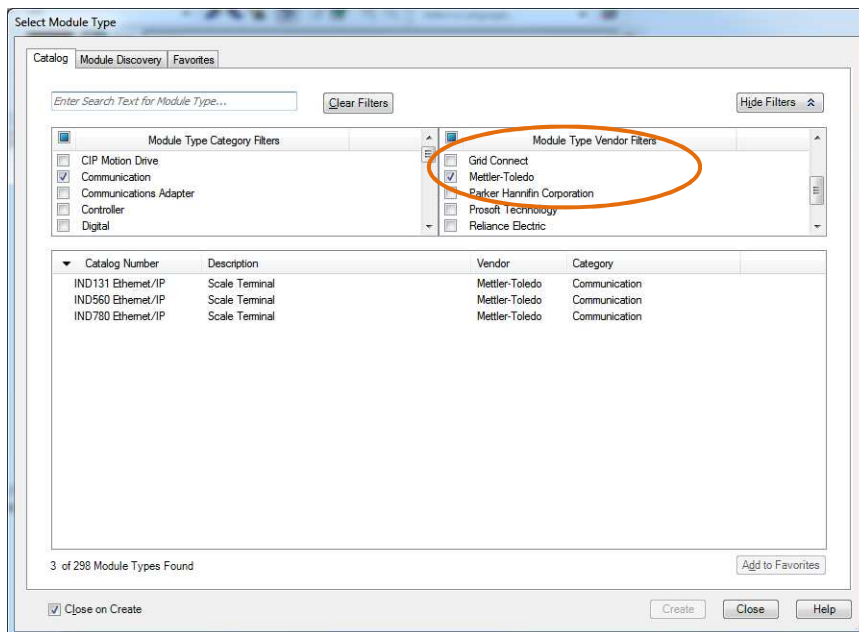 Select Module Type
Catalog Module Discovery Favorites
Enter Search Text for Module Type... Clear Filters Hide Filters
Module Type Category Filters Module Type Vendor Filters
CIP Motion Drive Grid Connect
Communication Mettler-Toledo
Communications Adapter Parker Hannifin Corporation
Controller Prosoft Technology
Digital Reliance Electric
Catalog Number Description Vendor Category
IND131 Ethernet/IP Scale Terminal Mettler-Toledo Communication
IND560 Ethernet/IP Scale Terminal Mettler-Toledo Communication
IND780 Ethernet/IP Scale Terminal Mettler-Toledo Communication
3 of 298 Module Types Found Add to Favorites
Close on Create Create Close Help